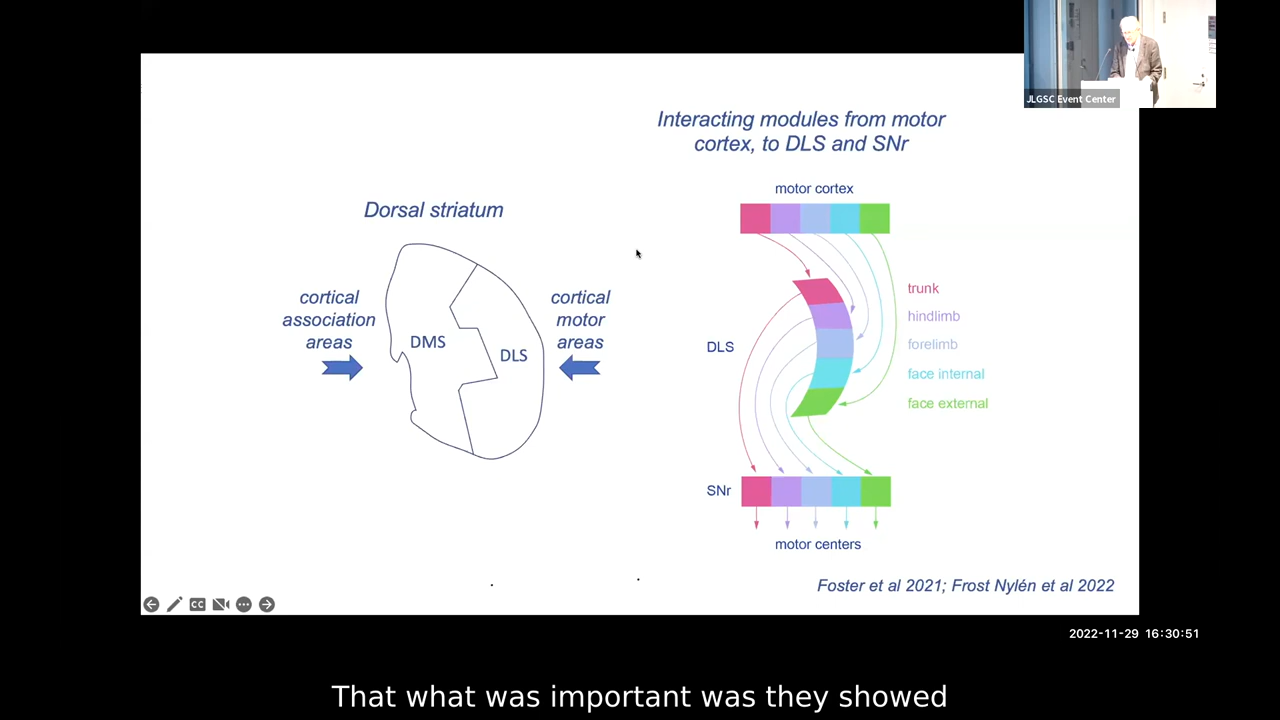 JLGSC Event Center
Interacting modules from motor
cortex, to DLS and SNr
motor cortex
Dorsal striatum
cortical
association
areas
DMS
DLS
cortical
motor
areas
DLS
trunk
hindlimb
forelimb
face internal
face external
SNr
motor centers
Foster et al 2021; Frost Nylén et al 2022
CC
2022-11-29 16:30:51
That what was important was they showed